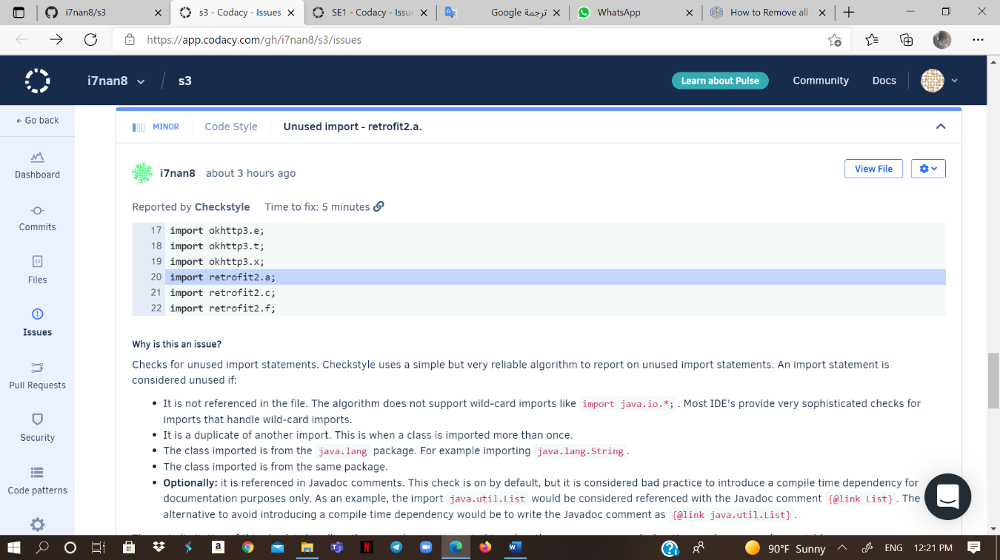 i7nan8/s3
s3 - Codacy - Issues
SE1 - Codacy - Issu
ترجمة Google
WhatsApp
How to Remove all
https://app.codacy.com/gh/i7nan8/s3/issues
i7nan8 / s3
Learn about Pulse
Community
Docs
← Go back
Dashboard
Commits
Files
Issues
Pull Requests
Security
Code patterns
MINOR
Code Style
Unused import - retrofit2.a.
i7nan8 about 3 hours ago
View File
Reported by Checkstyle Time to fix: 5 minutes
17 import okhttp3.e;
18 import okhttp3.t;
19 import okhttp3.x;
20 import retrofit2.a;
21 import retrofit2.c;
22 import retrofit2.f;
Why is this an issue?
Checks for unused import statements. Checkstyle uses a simple but very reliable algorithm to report on unused import statements. An import statement is
considered unused if:
• It is not referenced in the file. The algorithm does not support wild-card imports like import java.io.*; . Most IDE's provide very sophisticated checks for
imports that handle wild-card imports.
• It is a duplicate of another import. This is when a class is imported more than once.
• The class imported is from the java.lang package. For example importing java.lang.String .
• The class imported is from the same package.
• Optionally: it is referenced in Javadoc comments. This check is on by default, but it is considered bad practice to introduce a compile time dependency for
documentation purposes only. As an example, the import java.util.List would be considered referenced with the Javadoc comment {@link List} . The
alternative to avoid introducing a compile time dependency would be to write the Javadoc comment as {@link java.util.List} .
90°F Sunny
ENG
12:21 PM